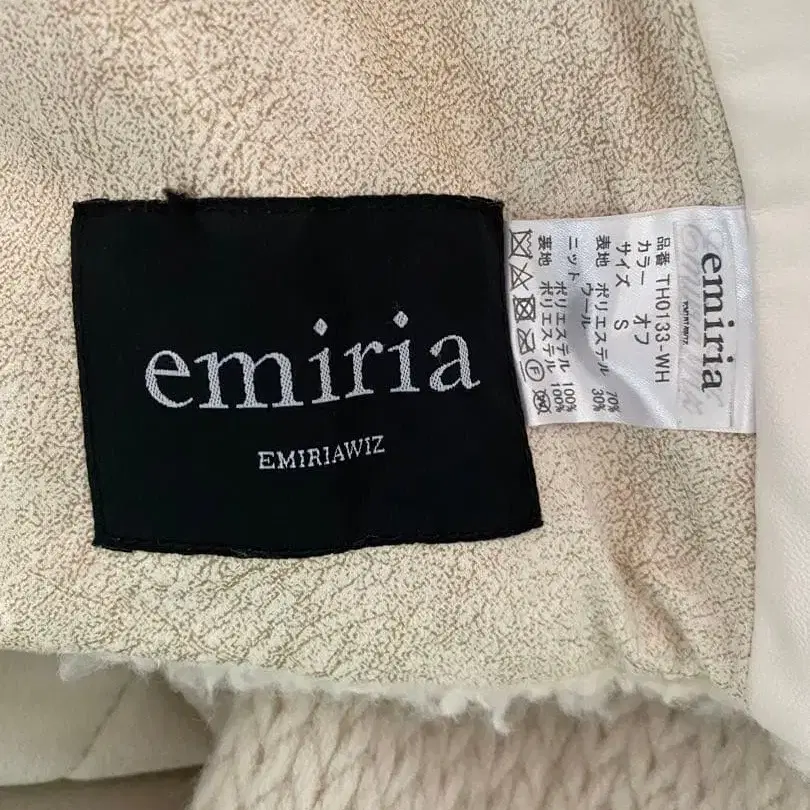 emiria
EMIRIAWIZ
emiria
品番 TH0133-WH
カラー オフ
サイズ S
表地 ポリエステル 70%
ウール 30%
ニット ポリエステル 100%
裏地 ポリエステル 100%
F